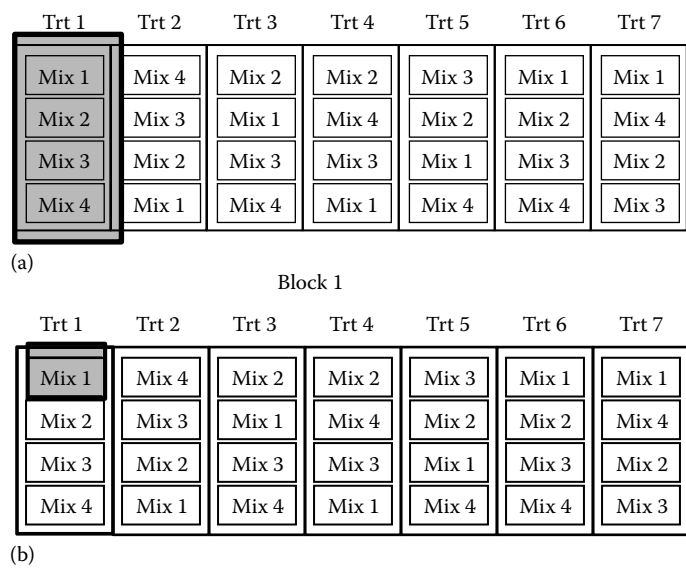 Trt 1 Trt 2 Trt 3 Trt 4 Trt 5 Trt 6 Trt 7
Mix 1 Mix 4 Mix 2 Mix 2 Mix 3 Mix 1 Mix 1
Mix 2 Mix 3 Mix 1 Mix 4 Mix 2 Mix 2 Mix 4
Mix 3 Mix 2 Mix 3 Mix 3 Mix 1 Mix 3 Mix 2
Mix 4 Mix 1 Mix 4 Mix 1 Mix 4 Mix 4 Mix 3
(a)
Block 1
Trt 1 Trt 2 Trt 3 Trt 4 Trt 5 Trt 6 Trt 7
Mix 1 Mix 4 Mix 2 Mix 2 Mix 3 Mix 1 Mix 1
Mix 2 Mix 3 Mix 1 Mix 4 Mix 2 Mix 2 Mix 4
Mix 3 Mix 2 Mix 3 Mix 3 Mix 1 Mix 3 Mix 2
Mix 4 Mix 1 Mix 4 Mix 1 Mix 4 Mix 4 Mix 3
(b)